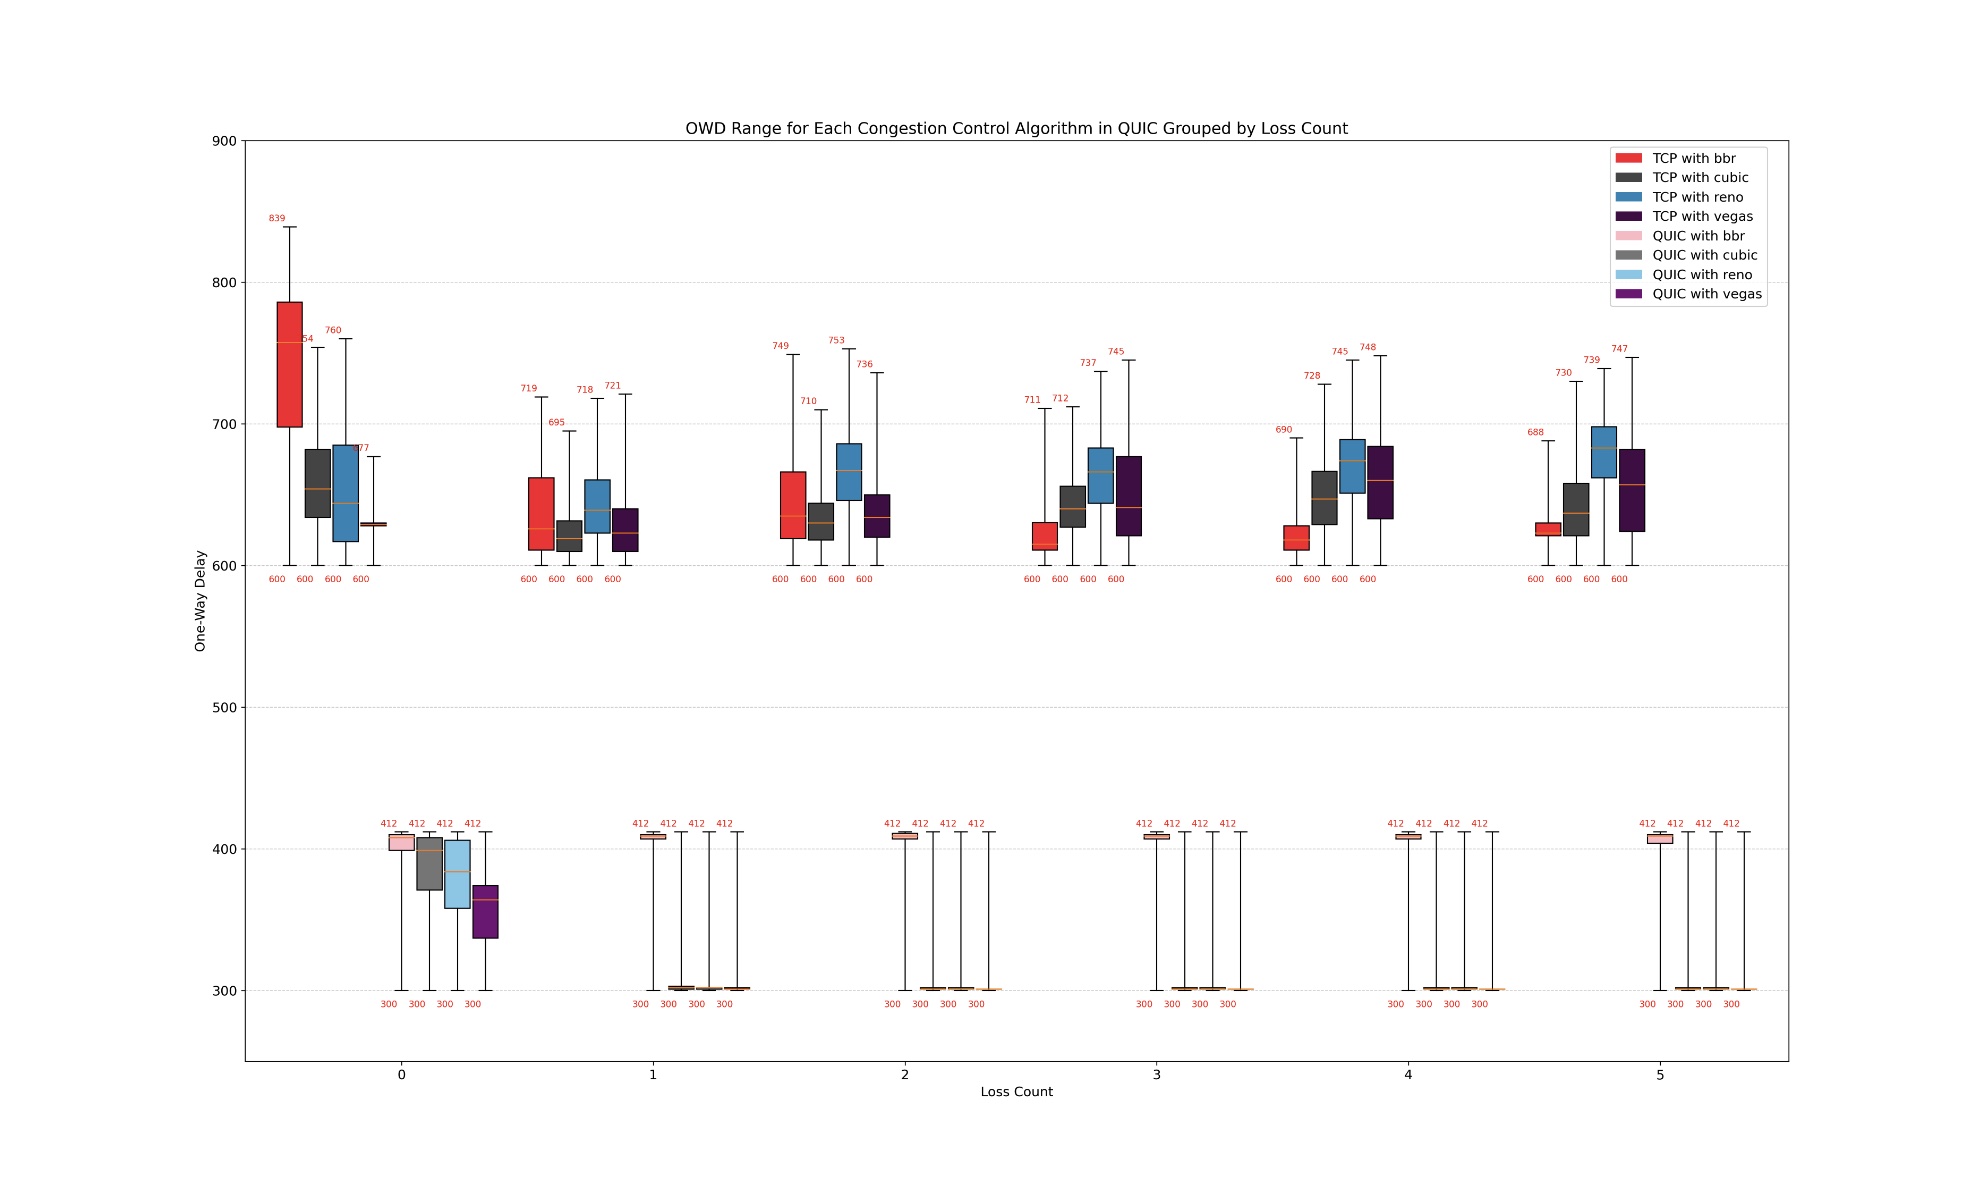 OWD Range for Each Congestion Control Algorithm in QUIC Grouped by Loss Count
900
800
700
600
500
400
300
One-Way Delay
TCP with bbr
TCP with cubic
TCP with reno
TCP with vegas
QUIC with bbr
QUIC with cubic
QUIC with reno
QUIC with vegas
839
54
760
677
719
695
718
721
749
710
753
736
711
712
737
745
690
728
745
748
688
730
739
747
600 600 600 600
600 600 600 600
600 600 600 600
600 600 600 600
600 600 600 600
600 600 600 600
412 412 412 412
412 412 412 412
412 412 412 412
412 412 412 412
412 412 412 412
412 412 412 412
300 300 300 300
300 300 300 300
300 300 300 300
300 300 300 300
300 300 300 300
300 300 300 300
0 1 2 3 4 5
Loss Count